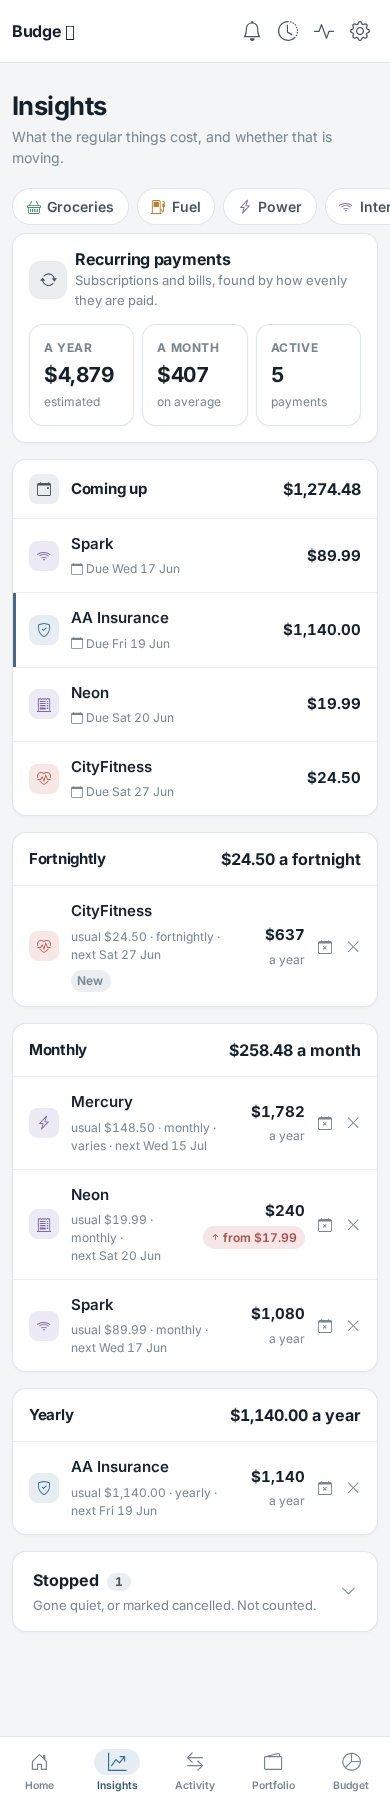 Budge
Insights
What the regular things cost, and whether that is
moving.
Groceries Fuel Power Inter
Recurring payments
Subscriptions and bills, found by how evenly
they are paid.
A YEAR A MONTH ACTIVE
$4,879 $407 5
estimated on average payments
Coming up $1,274.48
Spark
Due Wed 17 Jun
$89.99
AA Insurance
Due Fri 19 Jun
$1,140.00
Neon
Due Sat 20 Jun
$19.99
CityFitness
Due Sat 27 Jun
$24.50
Fortnightly $24.50 a fortnight
CityFitness
usual $24.50 · fortnightly ·
next Sat 27 Jun
New
$637
a year
Monthly $258.48 a month
Mercury
usual $148.50 · monthly ·
varies · next Wed 15 Jul
$1,782
a year
Neon
usual $19.99 ·
monthly ·
next Sat 20 Jun
$240
↑ from $17.99
Spark
usual $89.99 · monthly ·
next Wed 17 Jun
$1,080
a year
Yearly $1,140.00 a year
AA Insurance
usual $1,140.00 · yearly ·
next Fri 19 Jun
$1,140
a year
Stopped 1
Gone quiet, or marked cancelled. Not counted.
Home Insights Activity Portfolio Budget